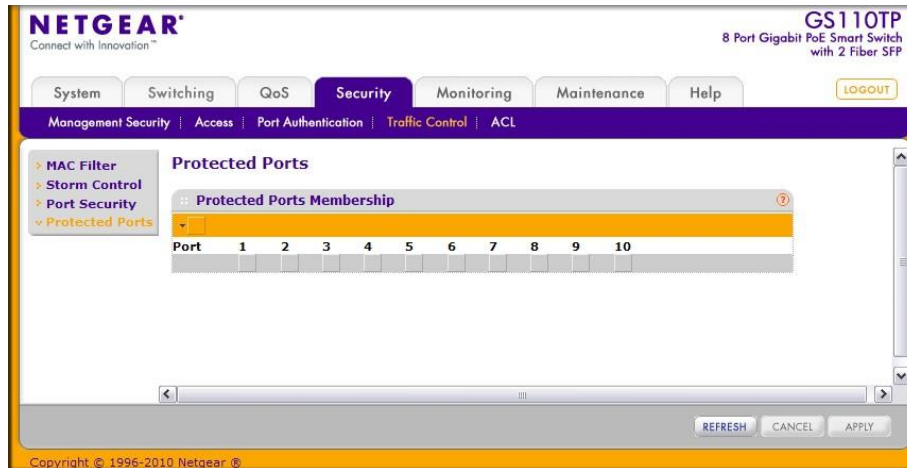 NETGEAR®
Connect with Innovation™
GS110TP
8 Port Gigabit PoE Smart Switch
with 2 Fiber SFP
System Switching QoS Security Monitoring Maintenance Help LOGOUT
Management Security | Access | Port Authentication | Traffic Control | ACL
MAC Filter
Storm Control
Port Security
Protected Ports
Protected Ports
Protected Ports Membership ?
Port 1 2 3 4 5 6 7 8 9 10
REFRESH CANCEL APPLY
Copyright © 1996-2010 Netgear ®